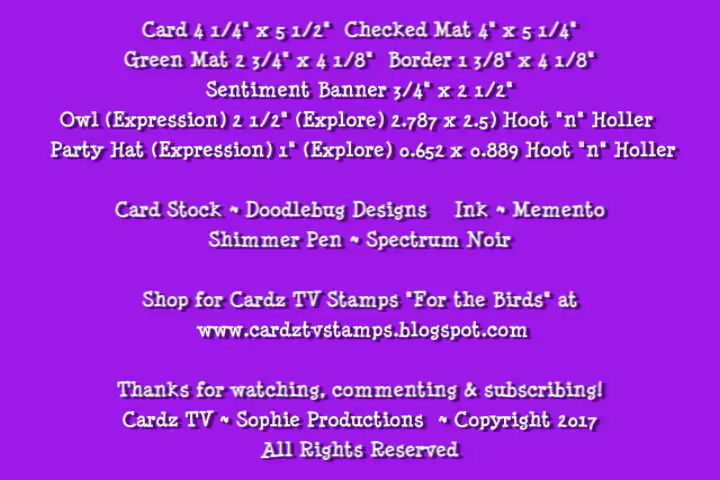 Card 4 1/4" x 5 1/2" Checked Mat 4" x 5 1/4"
Green Mat 2 3/4" x 4 1/8" Border 1 3/8" x 4 1/8"
Sentiment Banner 3/4" x 2 1/2"
Owl (Expression) 2 1/2" (Explore) 2.787 x 2.5) Hoot "n" Holler
Party Hat (Expression) 1" (Explore) 0.652 x 0.889 Hoot "n" Holler
Card Stock ~ Doodlebug Designs Ink ~ Memento
Shimmer Pen ~ Spectrum Noir
Shop for Cardz TV Stamps "For the Birds" at
www.cardztvstamps.blogspot.com
Thanks for watching, commenting & subscribing!
Cardz TV ~ Sophie Productions ~ Copyright 2017
All Rights Reserved